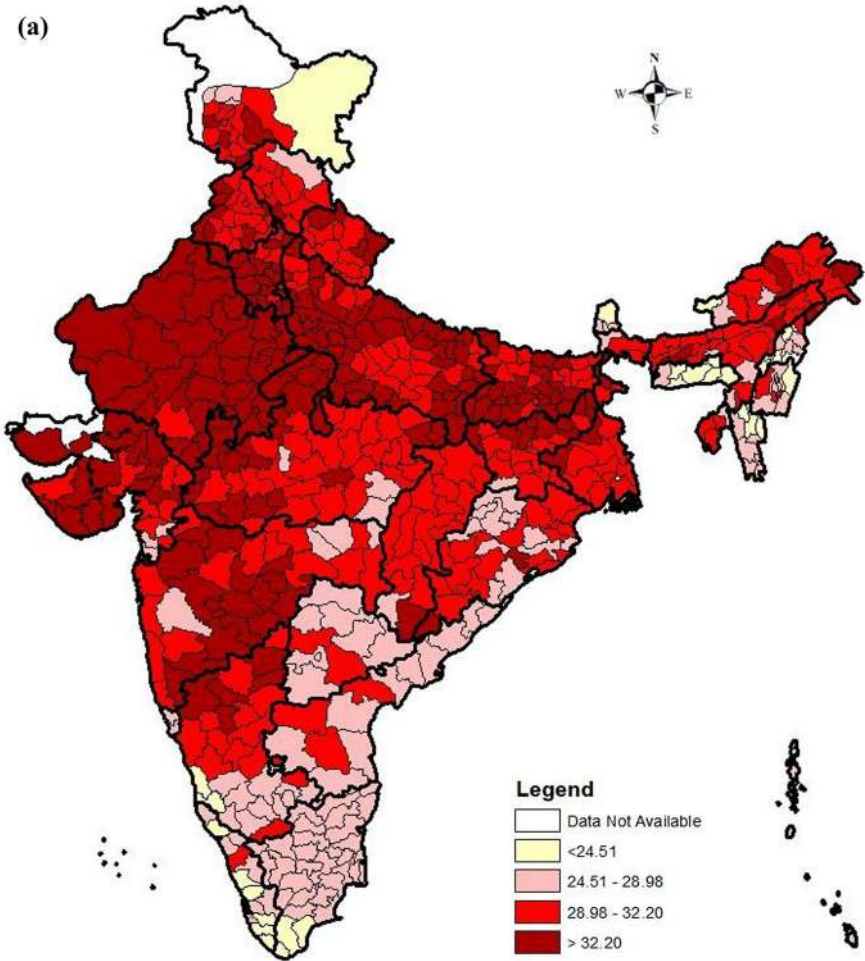 (a)
N
W E
S
Legend
Data Not Available
<24.51
24.51 - 28.98
28.98 - 32.20
> 32.20